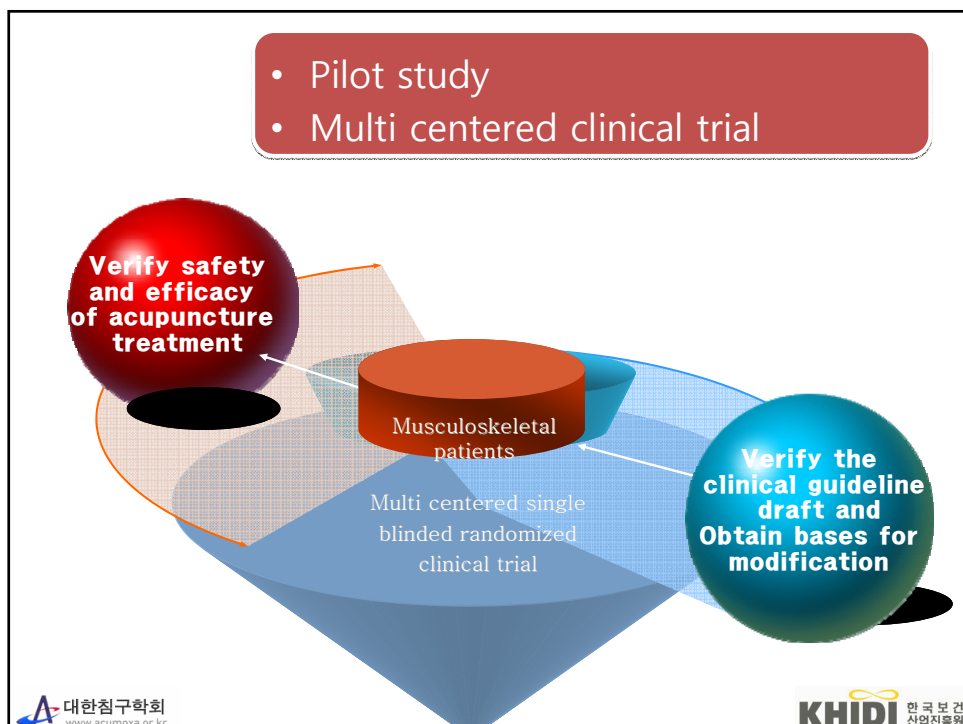 • Pilot study
• Multi centered clinical trial
Verify safety
and efficacy
of acupuncture
treatment
Musculoskeletal
patients
Multi centered single
blinded randomized
clinical trial
Verify the
clinical guideline
draft and
Obtain bases for
modification
대한침구학회
www.acumoxa.or.kr
KHIDI 한국보건
산업진흥원